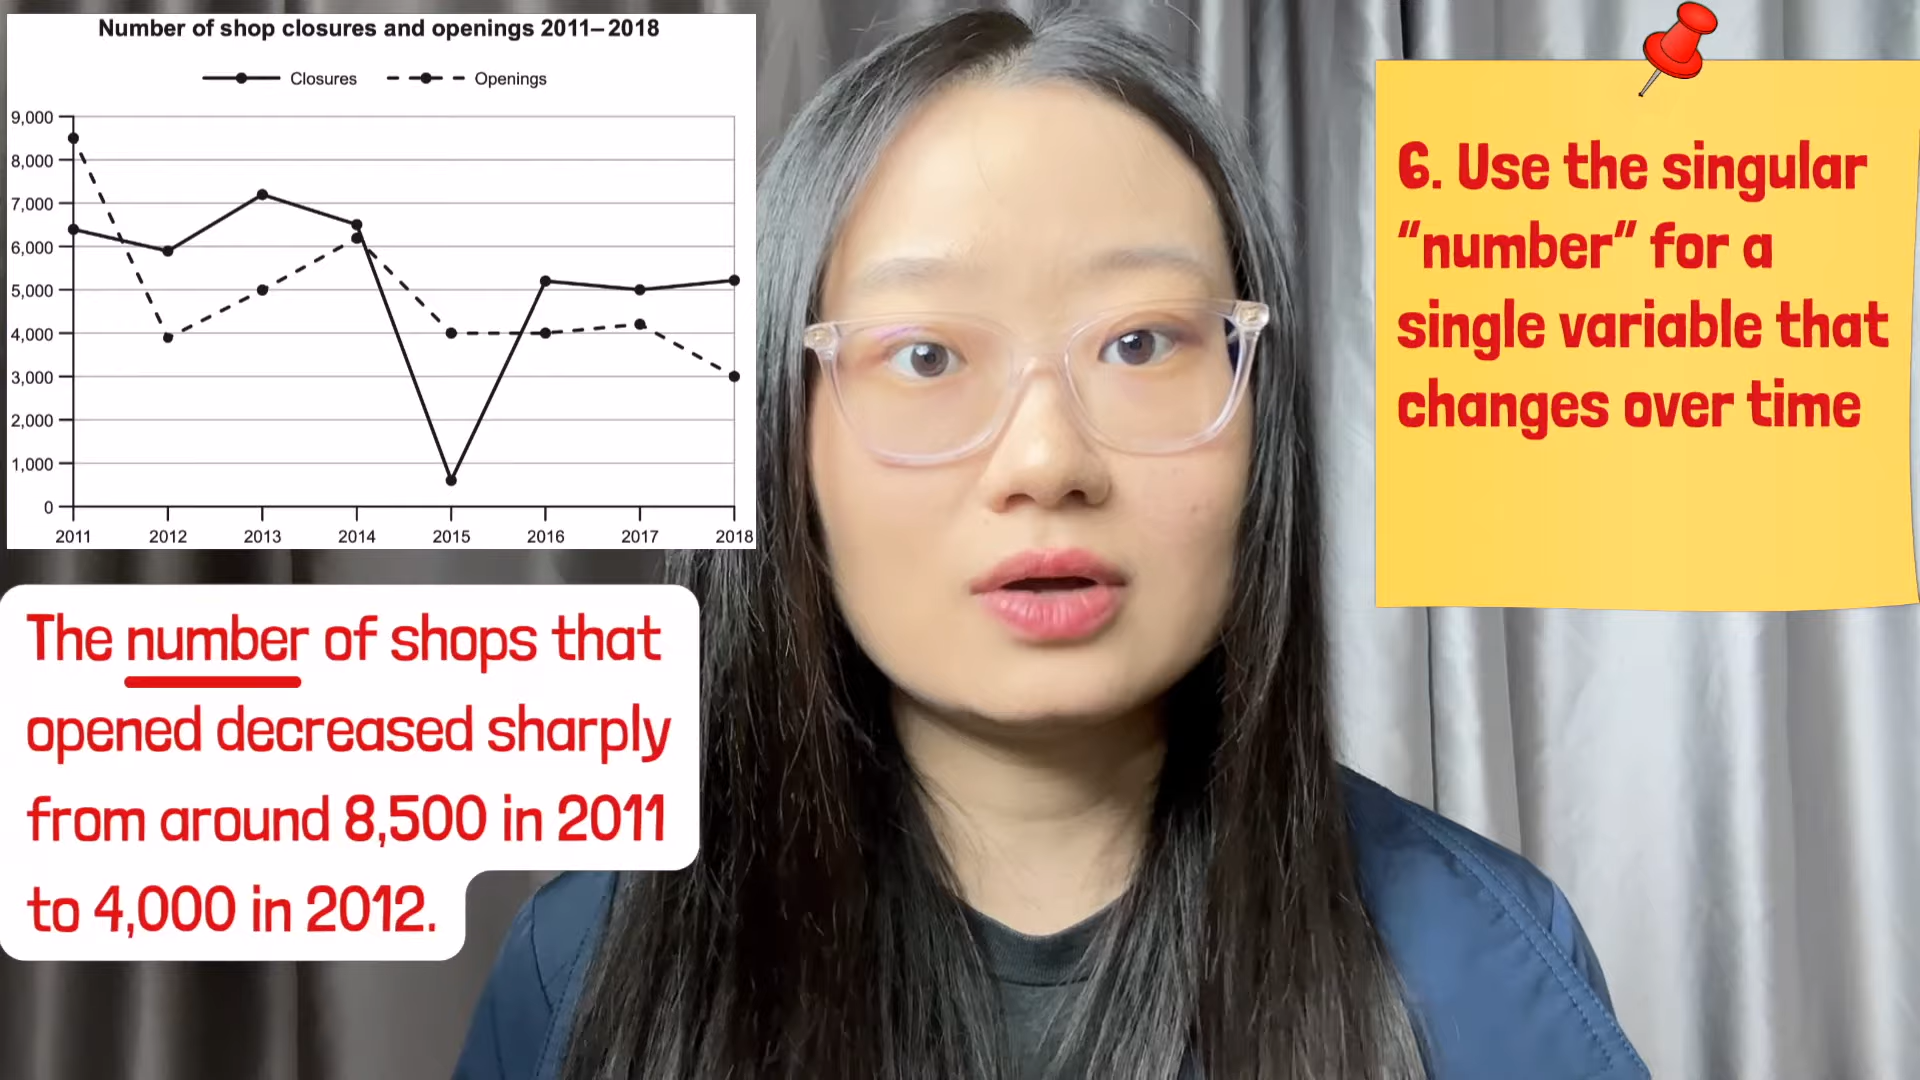 Number of shop closures and openings 2011–2018
Closures
Openings
9,000
8,000
7,000
6,000
5,000
4,000
3,000
2,000
1,000
0
2011 2012 2013 2014 2015 2016 2017 2018
The number of shops that
opened decreased sharply
from around 8,500 in 2011
to 4,000 in 2012.
6. Use the singular
“number” for a
single variable that
changes over time